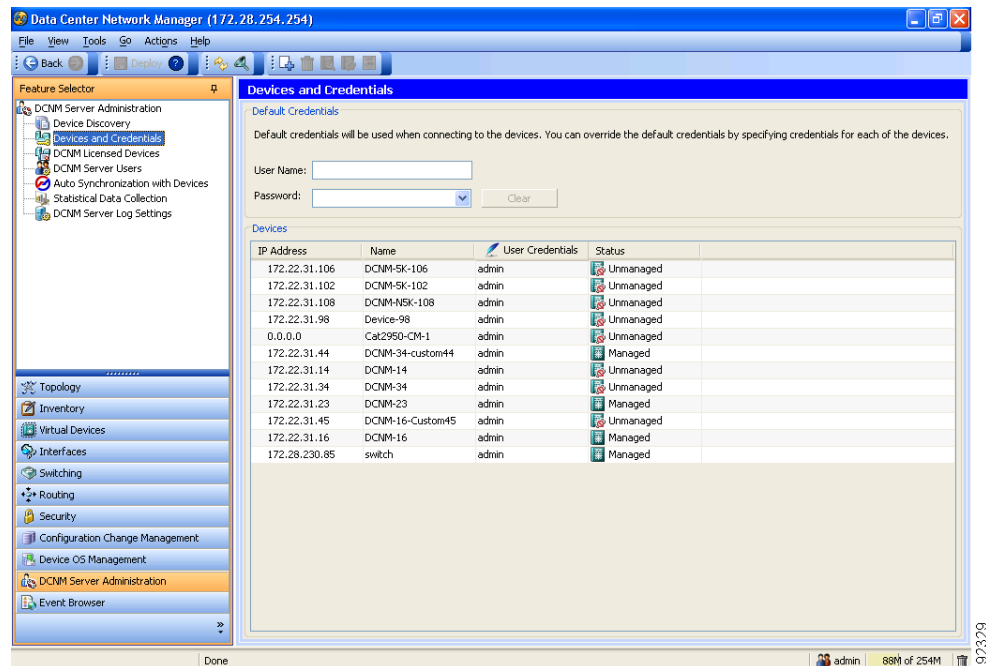 Data Center Network Manager (172.28.254.254)
File View Tools Go Actions Help
Back Deploy ?
Feature Selector
DCNM Server Administration
Device Discovery
Devices and Credentials
DCNM Licensed Devices
DCNM Server Users
Auto Synchronization with Devices
Statistical Data Collection
DCNM Server Log Settings
Topology
Inventory
Virtual Devices
Interfaces
Switching
Routing
Security
Configuration Change Management
Device OS Management
DCNM Server Administration
Event Browser
»
Devices and Credentials
Default Credentials
Default credentials will be used when connecting to the devices. You can override the default credentials by specifying credentials for each of the devices.
User Name:
Password: Clear
Devices
IP Address Name User Credentials Status
172.22.31.106 DCNM-5K-106 admin Unmanaged
172.22.31.102 DCNM-5K-102 admin Unmanaged
172.22.31.108 DCNM-N5K-108 admin Unmanaged
172.22.31.98 Device-98 admin Unmanaged
0.0.0.0 Cat2950-CM-1 admin Unmanaged
172.22.31.44 DCNM-34-custom44 admin Managed
172.22.31.14 DCNM-14 admin Unmanaged
172.22.31.34 DCNM-34 admin Unmanaged
172.22.31.23 DCNM-23 admin Managed
172.22.31.45 DCNM-16-Custom45 admin Unmanaged
172.22.31.16 DCNM-16 admin Managed
172.28.230.85 switch admin Managed
Done admin 88M of 254M
92329